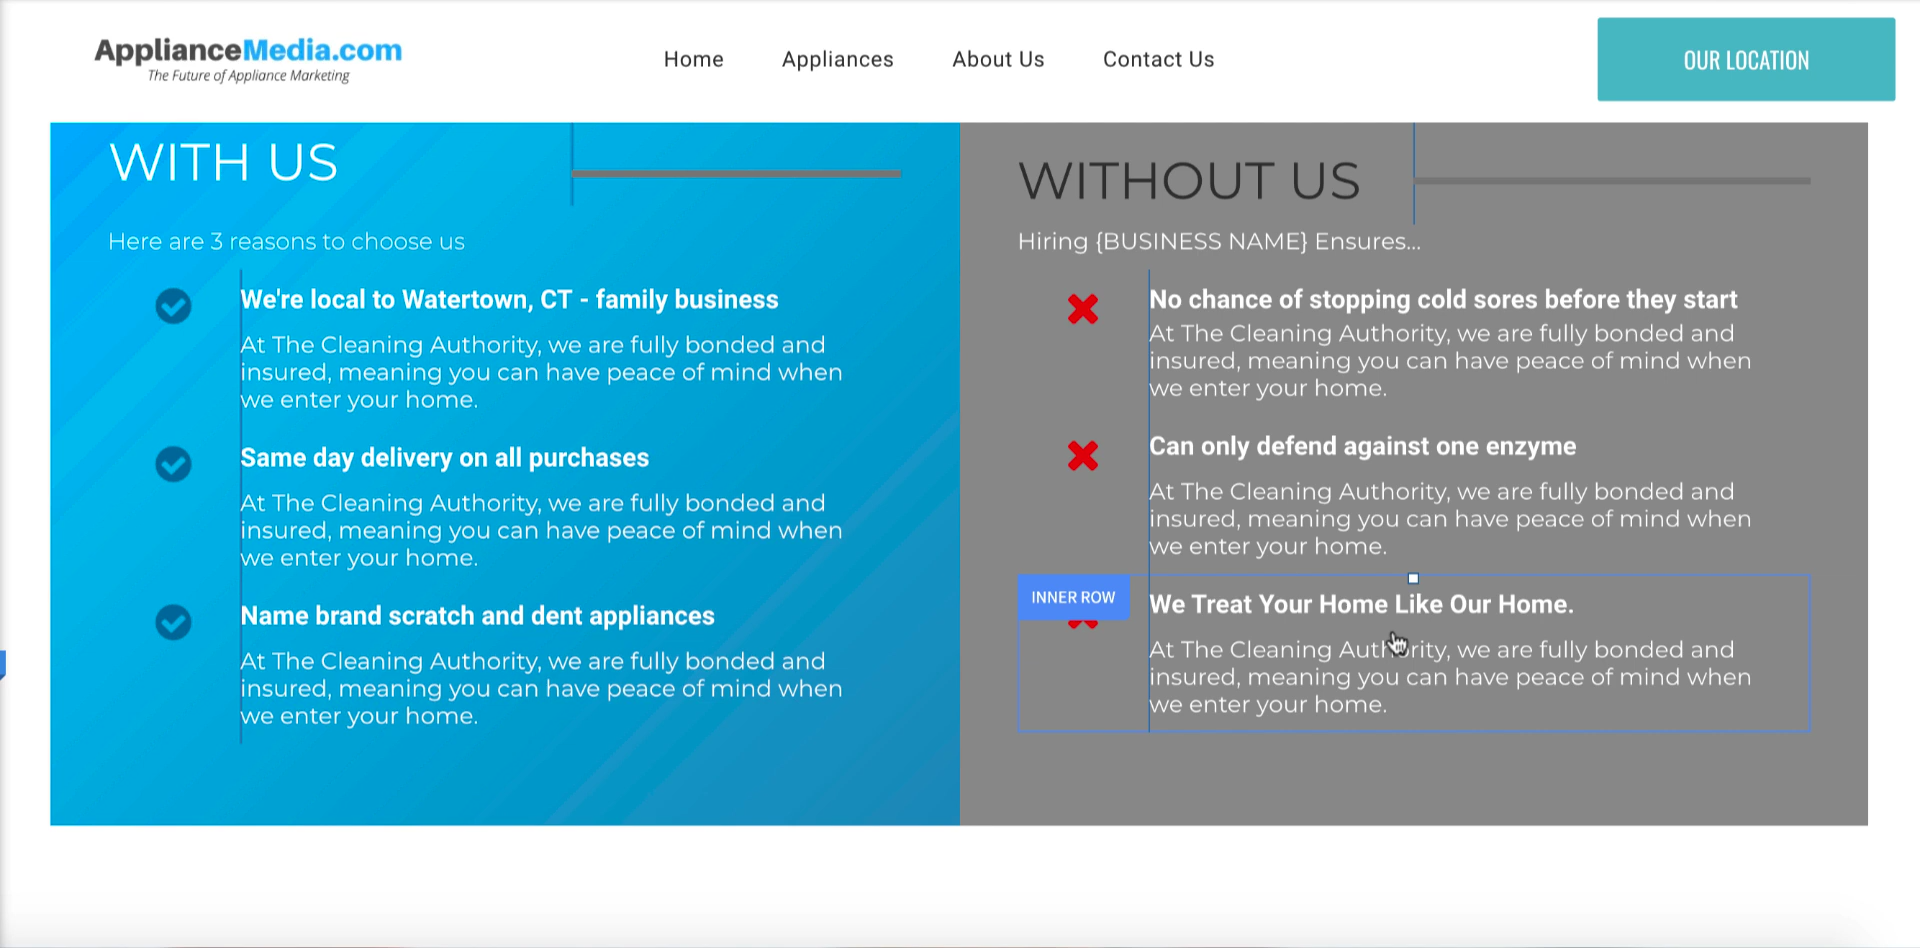 ApplianceMedia.com
The Future of Appliance Marketing
Home Appliances About Us Contact Us
OUR LOCATION
WITH US
Here are 3 reasons to choose us
We're local to Watertown, CT - family business
At The Cleaning Authority, we are fully bonded and
insured, meaning you can have peace of mind when
we enter your home.
Same day delivery on all purchases
At The Cleaning Authority, we are fully bonded and
insured, meaning you can have peace of mind when
we enter your home.
Name brand scratch and dent appliances
At The Cleaning Authority, we are fully bonded and
insured, meaning you can have peace of mind when
we enter your home.
WITHOUT US
Hiring {BUSINESS NAME} Ensures...
No chance of stopping cold sores before they start
At The Cleaning Authority, we are fully bonded and
insured, meaning you can have peace of mind when
we enter your home.
Can only defend against one enzyme
At The Cleaning Authority, we are fully bonded and
insured, meaning you can have peace of mind when
we enter your home.
INNER ROW
We Treat Your Home Like Our Home.
At The Cleaning Authority, we are fully bonded and
insured, meaning you can have peace of mind when
we enter your home.